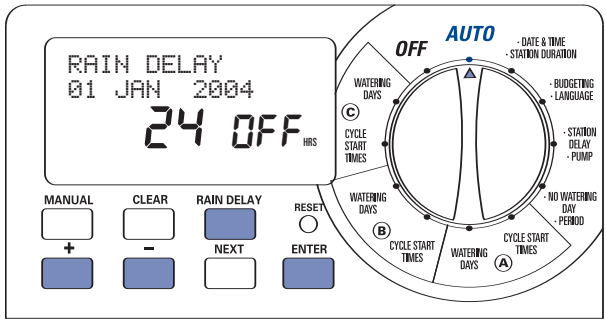 RAIN DELAY
01 JAN 2004
24 OFF HRS
MANUAL
CLEAR
RAIN DELAY
RESET
+
-
NEXT
ENTER
OFF
AUTO
· DATE & TIME
· STATION DURATION
· BUDGETING
· LANGUAGE
· STATION
DELAY
· PUMP
· NO WATERING
DAY
· PERIOD
CYCLE START
TIMES
A
WATERING
DAYS
CYCLE START
TIMES
B
WATERING
DAYS
CYCLE
START
TIMES
C
WATERING
DAYS